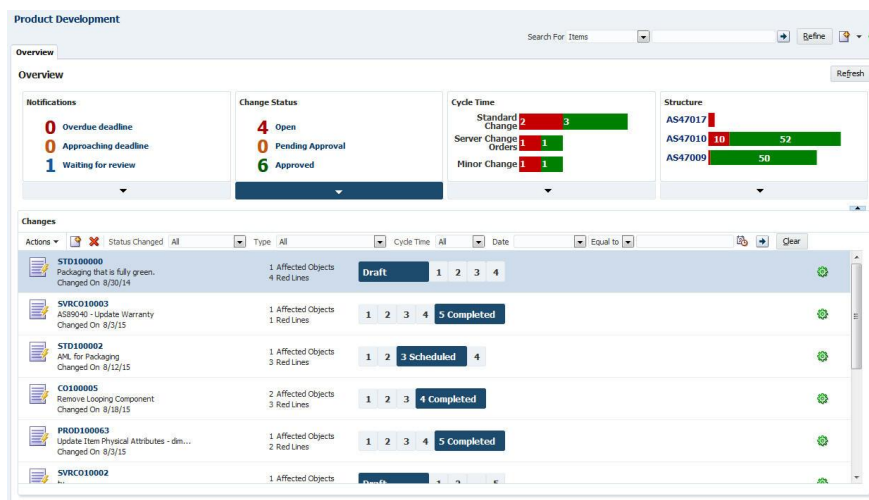 Product Development
Search For Items
Refine
Overview
Overview
Refresh
Notifications
0 Overdue deadline
0 Approaching deadline
1 Waiting for review
Change Status
4 Open
0 Pending Approval
6 Approved
Cycle Time
Standard Change 2 3
Server Change Orders 1 1
Minor Change 1 1
Structure
AS47017
AS47010 10 52
AS47009 50
Changes
Actions Status Changed All Type All Cycle Time All Date Equal to Clear
STD100000
Packaging that is fully green.
Changed On 8/30/14
1 Affected Objects
4 Red Lines
Draft 1 2 3 4
SVRCO10003
AS89040 - Update Warranty
Changed On 8/3/15
1 Affected Objects
1 Red Lines
1 2 3 4 5 Completed
STD100002
AML for Packaging
Changed On 8/12/15
1 Affected Objects
3 Red Lines
1 2 3 Scheduled 4
CO100005
Remove Looping Component
Changed On 8/18/15
2 Affected Objects
3 Red Lines
1 2 3 4 Completed
PROD100063
Update Item Physical Attributes - dim...
Changed On 8/3/15
1 Affected Objects
2 Red Lines
1 2 3 4 5 Completed
SVRCO10002
1 Affected Objects
Draft